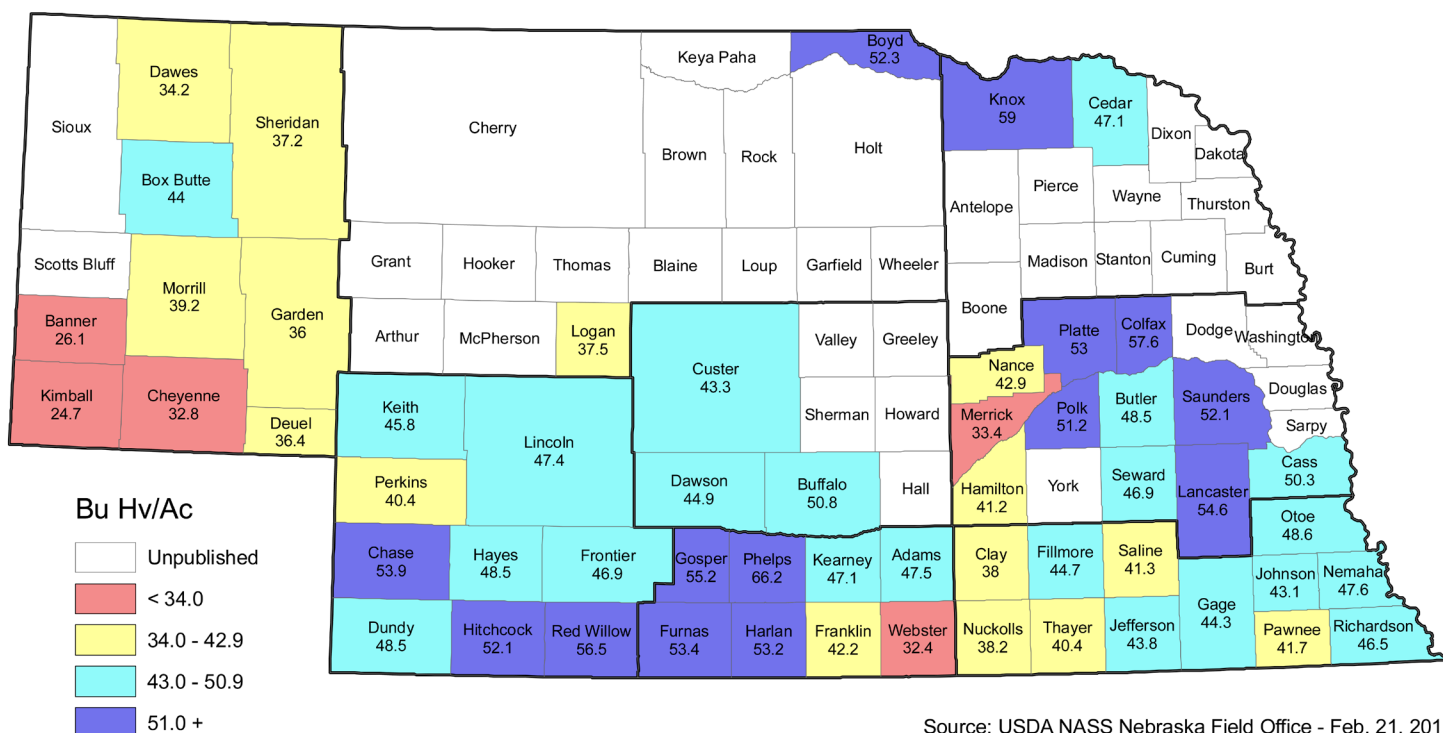 Boyd
52.3
Keya Paha
Dawes
34.2
Knox
59
Cedar
47.1
Sheridan
37.2
Sioux
Cherry
Dixon
Holt
Brown
Rock
Dakota
Box Butte
44
Pierce
Wayne
Antelope
Thurston
Scotts Bluff
Grant
Hooker
Thomas
Blaine
Loup
Garfield
Wheeler
Madison
Stanton
Cuming
Burt
Morrill
39.2
Garden
36
Boone
Banner
26.1
Arthur
McPherson
Logan
37.5
Valley
Greeley
Platte
53
Colfax
57.6
Dodge
Washington
Custer
43.3
Nance
42.9
Kimball
24.7
Cheyenne
32.8
Douglas
Keith
45.8
Sherman
Howard
Merrick
33.4
Polk
51.2
Butler
48.5
Saunders
52.1
Deuel
36.4
Sarpy
Lincoln
47.4
Cass
50.3
Perkins
40.4
Dawson
44.9
Buffalo
50.8
Hall
Hamilton
41.2
York
Seward
46.9
Lancaster
54.6
Bu Hv/Ac
Otoe
48.6
Chase
53.9
Hayes
48.5
Frontier
46.9
Gosper
55.2
Phelps
66.2
Kearney
47.1
Adams
47.5
Clay
38
Fillmore
44.7
Saline
41.3
Unpublished
Johnson
43.1
Nemaha
47.6
< 34.0
Gage
44.3
Dundy
48.5
Hitchcock
52.1
Red Willow
56.5
Furnas
53.4
Harlan
53.2
Franklin
42.2
Webster
32.4
Nuckolls
38.2
Thayer
40.4
Jefferson
43.8
Pawnee
41.7
Richardson
46.5
34.0 - 42.9
43.0 - 50.9
51.0 +
Source: USDA NASS Nebraska Field Office - Feb. 21, 201